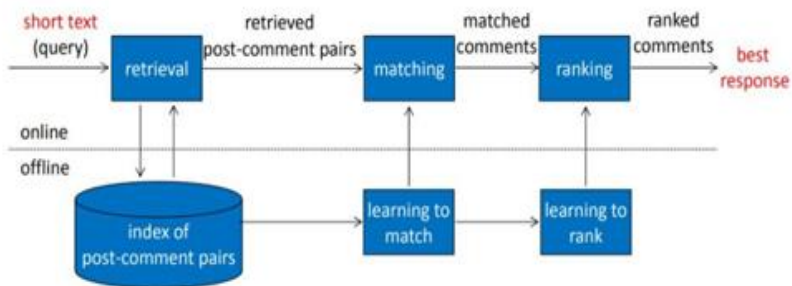 short text
(query)
retrieval
retrieved
post-comment pairs
matching
matched
comments
ranking
ranked
comments
best
response
online
offline
index of
post-comment pairs
learning to
match
learning to
rank